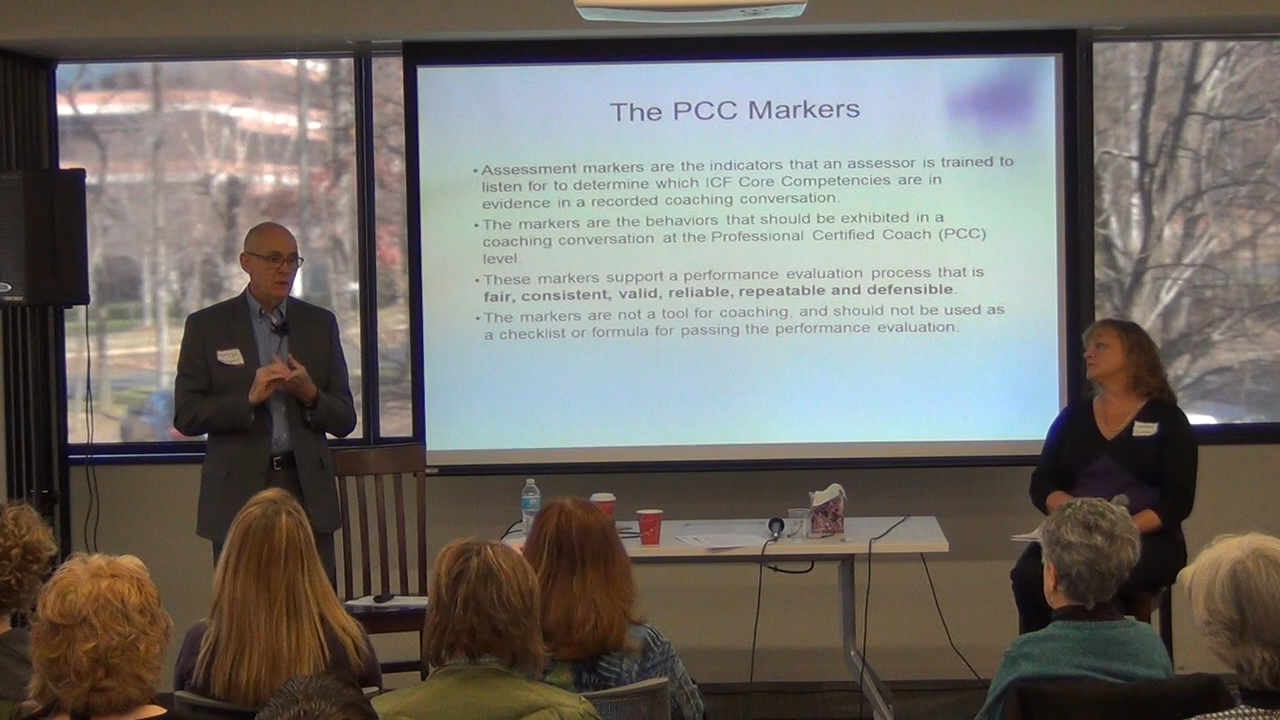 The PCC Markers
• Assessment markers are the indicators that an assessor is trained to
listen for to determine which ICF Core Competencies are in
evidence in a recorded coaching conversation.
• The markers are the behaviors that should be exhibited in a
coaching conversation at the Professional Certified Coach (PCC)
level.
• These markers support a performance evaluation process that is
fair, consistent, valid, reliable, repeatable and defensible.
• The markers are not a tool for coaching, and should not be used as
a checklist or formula for passing the performance evaluation.